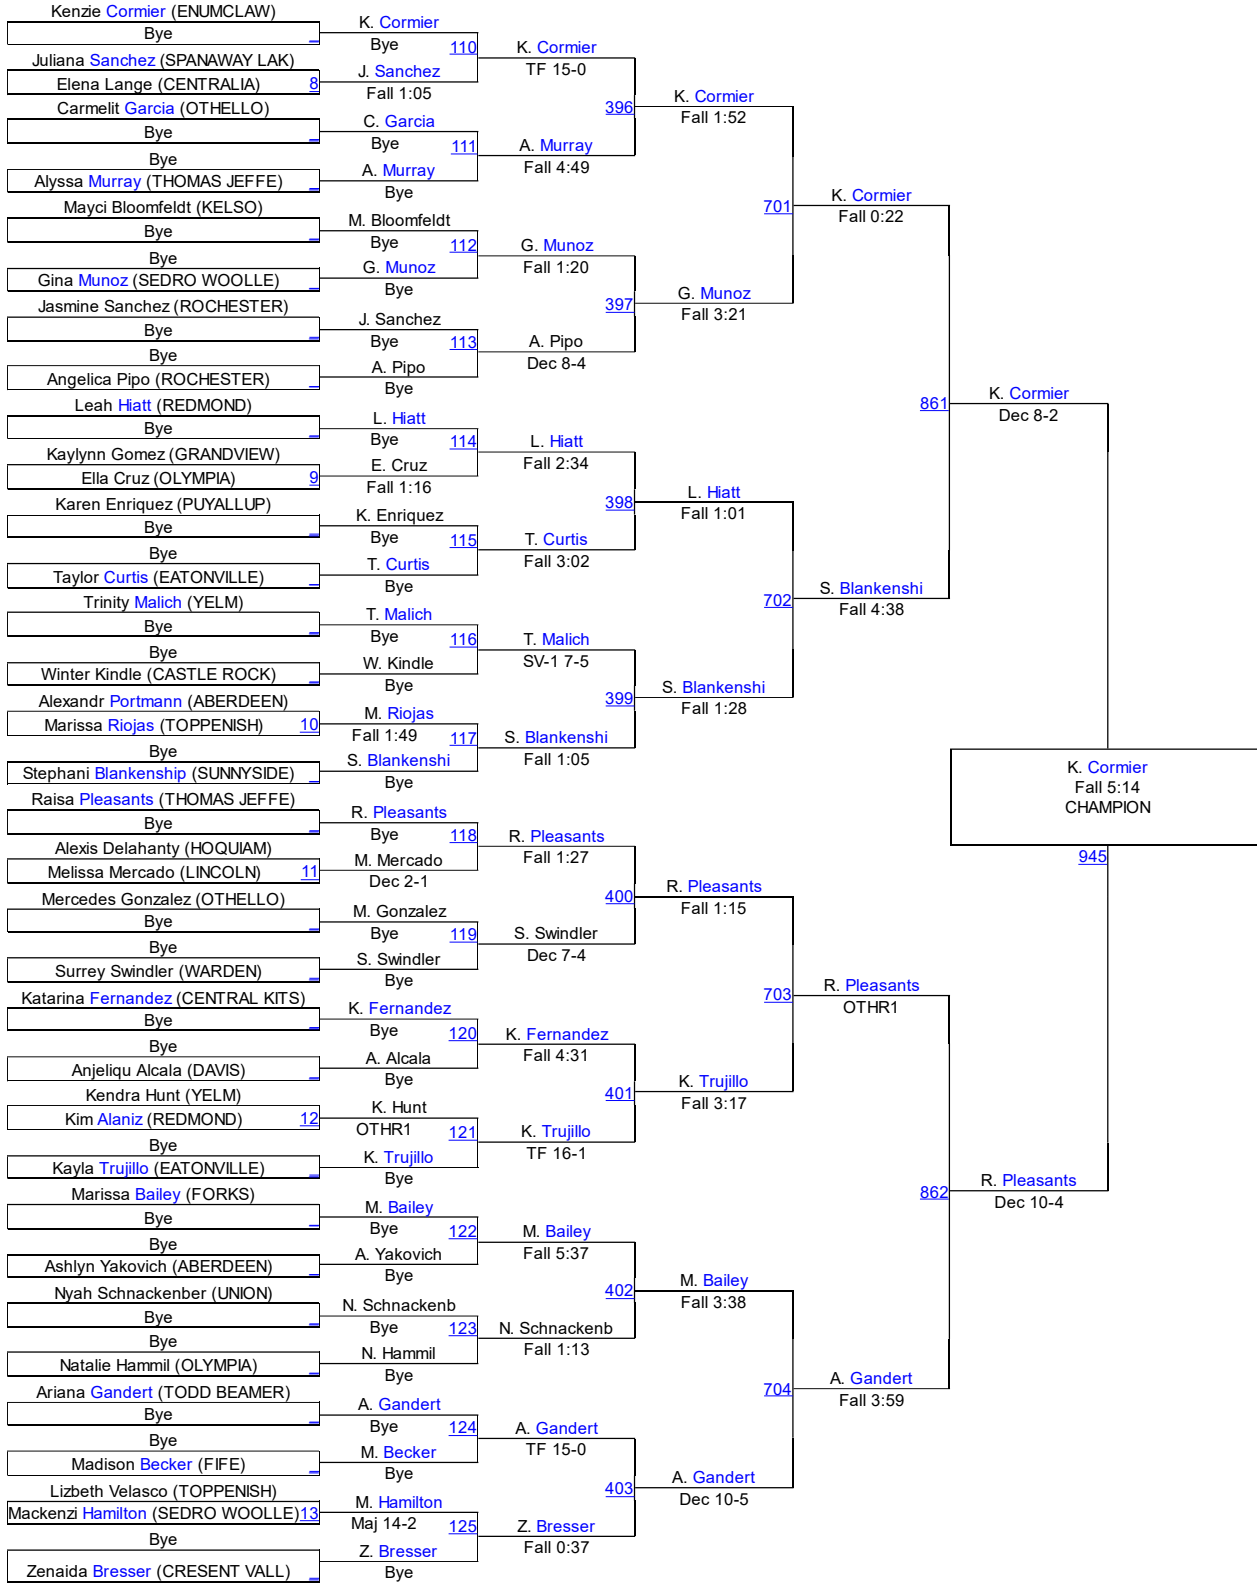 Kenzie Cormier (ENUMCLAW)
Bye
Juliana Sanchez (SPANAWAY LAK)
Elena Lange (CENTRALIA) 8
Carmelit Garcia (OTHELLO)
Bye
Bye
Alyssa Murray (THOMAS JEFFE)
Mayci Bloomfeldt (KELSO)
Bye
Bye
Gina Munoz (SEDRO WOOLLE)
Jasmine Sanchez (ROCHESTER)
Bye
Bye
Angelica Pipo (ROCHESTER)
Leah Hiatt (REDMOND)
Bye
Kaylynn Gomez (GRANDVIEW)
Ella Cruz (OLYMPIA) 9
Karen Enriquez (PUYALLUP)
Bye
Bye
Taylor Curtis (EATONVILLE)
Trinity Malich (YELM)
Bye
Bye
Winter Kindle (CASTLE ROCK)
Alexandr Portmann (ABERDEEN)
Marissa Riojas (TOPPENISH) 10
Bye
Stephani Blankenship (SUNNYSIDE)
Raisa Pleasants (THOMAS JEFFE)
Bye
Alexis Delahanty (HOQUIAM)
Melissa Mercado (LINCOLN) 11
Mercedes Gonzalez (OTHELLO)
Bye
Bye
Surrey Swindler (WARDEN)
Katarina Fernandez (CENTRAL KITS)
Bye
Bye
Anjeliqu Alcala (DAVIS)
Kendra Hunt (YELM)
Kim Alaniz (REDMOND) 12
Bye
Kayla Trujillo (EATONVILLE)
Marissa Bailey (FORKS)
Bye
Bye
Ashlyn Yakovich (ABERDEEN)
Nyah Schnackenber (UNION)
Bye
Bye
Natalie Hammil (OLYMPIA)
Ariana Gandert (TODD BEAMER)
Bye
Bye
Madison Becker (FIFE)
Lizbeth Velasco (TOPPENISH)
Mackenzi Hamilton (SEDRO WOOLLE) 13
Bye
Zenaida Bresser (CRESENT VALL)
K. Cormier
Bye 110
J. Sanchez
Fall 1:05
C. Garcia
Bye 111
A. Murray
Bye
M. Bloomfeldt
Bye 112
G. Munoz
Bye
J. Sanchez
Bye 113
A. Pipo
Bye
L. Hiatt
Bye 114
E. Cruz
Fall 1:16
K. Enriquez
Bye 115
T. Curtis
Bye
T. Malich
Bye 116
W. Kindle
Bye
M. Riojas
Fall 1:49 117
S. Blankenshi
Bye
R. Pleasants
Bye 118
M. Mercado
Dec 2-1
M. Gonzalez
Bye 119
S. Swindler
Bye
K. Fernandez
Bye 120
A. Alcala
Bye
K. Hunt
OTHR1 121
K. Trujillo
Bye
M. Bailey
Bye 122
A. Yakovich
Bye
N. Schnackenb
Bye 123
N. Hammil
Bye
A. Gandert
Bye 124
M. Becker
Bye
M. Hamilton
Maj 14-2 125
Z. Bresser
Bye
K. Cormier
TF 15-0
396
A. Murray
Fall 4:49
G. Munoz
Fall 1:20
397
A. Pipo
Dec 8-4
L. Hiatt
Fall 2:34
398
T. Curtis
Fall 3:02
T. Malich
SV-1 7-5
399
S. Blankenshi
Fall 1:05
R. Pleasants
Fall 1:27
400
S. Swindler
Dec 7-4
K. Fernandez
Fall 4:31
401
K. Trujillo
TF 16-1
M. Bailey
Fall 5:37
402
N. Schnackenb
Fall 1:13
A. Gandert
TF 15-0
403
Z. Bresser
Fall 0:37
K. Cormier
Fall 1:52
701
G. Munoz
Fall 3:21
L. Hiatt
Fall 1:01
702
S. Blankenshi
Fall 1:28
R. Pleasants
Fall 1:15
703
K. Trujillo
Fall 3:17
M. Bailey
Fall 3:38
704
A. Gandert
Dec 10-5
K. Cormier
Fall 0:22
861
S. Blankenshi
Fall 4:38
R. Pleasants
OTHR1
862
A. Gandert
Fall 3:59
K. Cormier
Dec 8-2
R. Pleasants
Dec 10-4
K. Cormier
Fall 5:14
CHAMPION
945